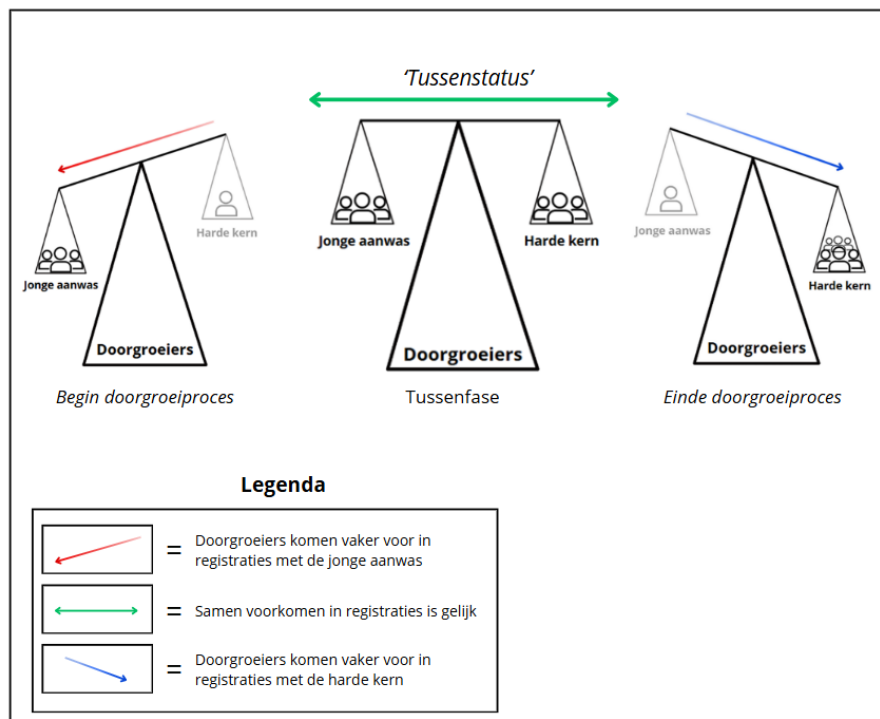 'Tussenstatus'
Harde kern
Jonge aanwas
Doorgroeiers
Begin doorgroeiproces
Jonge aanwas
Harde kern
Doorgroeiers
Tussenfase
Jonge aanwas
Harde kern
Doorgroeiers
Einde doorgroeiproces
Legenda
= Doorgroeiers komen vaker voor in
registraties met de jonge aanwas
= Samen voorkomen in registraties is gelijk
= Doorgroeiers komen vaker voor in
registraties met de harde kern